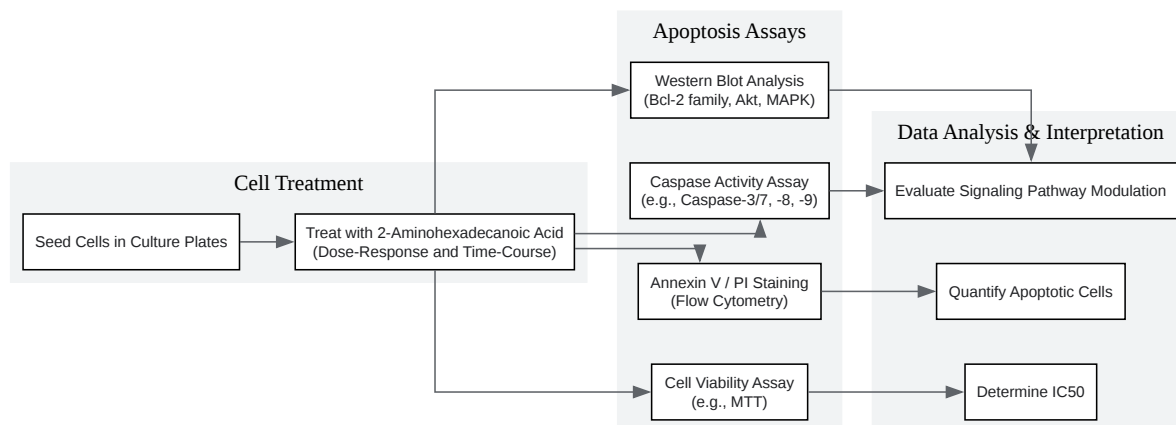 Apoptosis Assays
Western Blot Analysis
(Bcl-2 family, Akt, MAPK)
Data Analysis & Interpretation
Cell Treatment
Caspase Activity Assay
(e.g., Caspase-3/7, -8, -9)
Evaluate Signaling Pathway Modulation
Seed Cells in Culture Plates
Treat with 2-Aminohexadecanoic Acid
(Dose-Response and Time-Course)
Annexin V / PI Staining
(Flow Cytometry)
Quantify Apoptotic Cells
Cell Viability Assay
(e.g., MTT)
Determine IC50